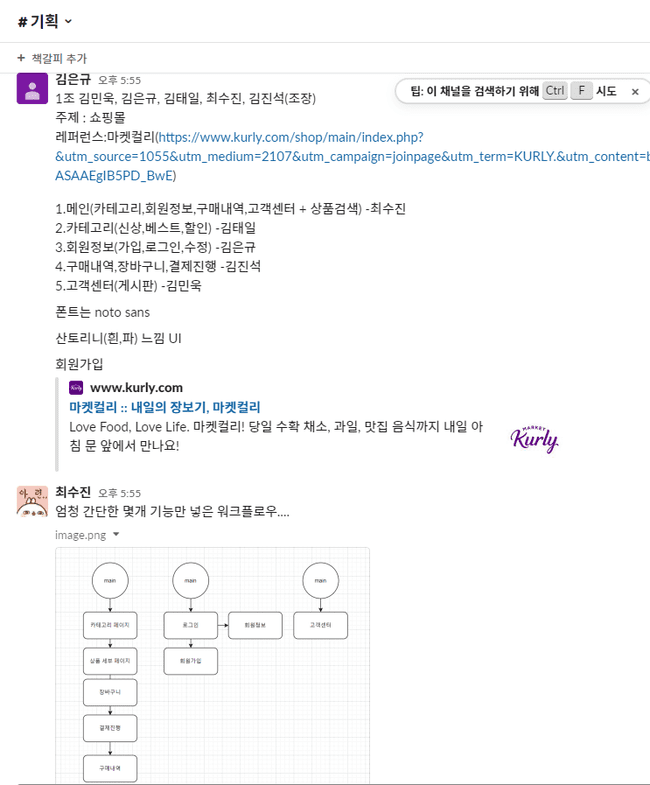 # 기획
+ 책갈피 추가
김은규 오후 5:55
팁: 이 채널을 검색하기 위해 Ctrl F 시도 ×
1조 김민욱, 김은규, 김태일, 최수진, 김진석(조장)
주제 : 쇼핑몰
레퍼런스:마켓컬리(https://www.kurly.com/shop/main/index.php?
&utm_source=1055&utm_medium=2107&utm_campaign=joinpage&utm_term=KURLY.&utm_content=b
ASAAEgIB5PD_BwE)
1.메인(카테고리,회원정보,구매내역,고객센터 + 상품검색) -최수진
2.카테고리(신상,베스트,할인) -김태일
3.회원정보(가입,로그인,수정) -김은규
4.구매내역,장바구니,결제진행 -김진석
5.고객센터(게시판) -김민욱
폰트는 noto sans
산토리니(흰,파) 느낌 UI
회원가입
Kurly www.kurly.com
마켓컬리 :: 내일의 장보기, 마켓컬리
Love Food, Love Life. 마켓컬리! 당일 수확 채소, 과일, 맛집 음식까지 내일 아
침 문 앞에서 만나요!
MARKET
Kurly
아 련..
최수진 오후 5:55
엄청 간단한 몇개 기능만 넣은 워크플로우....
image.png
main main main
카테고리 페이지 로그인 회원정보 고객센터
상품 세부 페이지 회원가입
장바구니
결제진행
구매내역